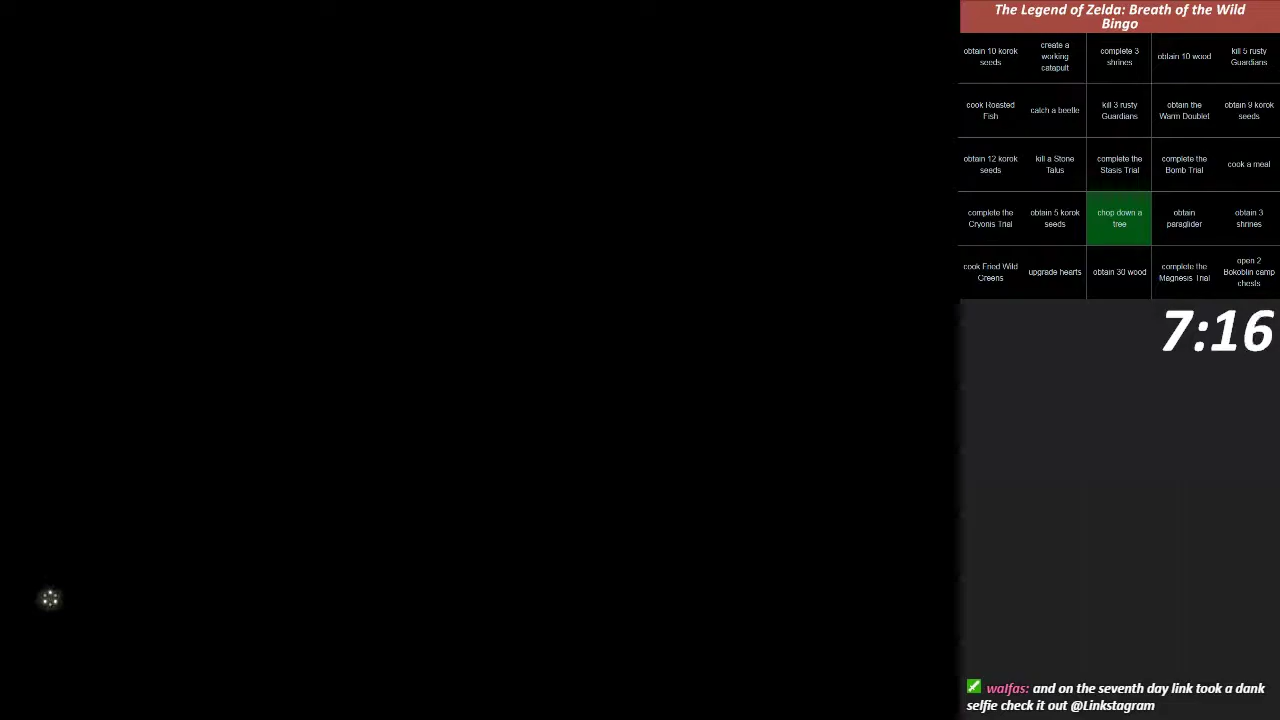 The Legend of Zelda: Breath of the Wild
Bingo
obtain 10 korok
seeds
create a
working
catapult
complete 3
shrines
obtain 10 wood
kill 5 rusty
Guardians
cook Roasted
Fish
catch a beetle
kill 3 rusty
Guardians
obtain the
Warm Doublet
obtain 9 korok
seeds
obtain 12 korok
seeds
kill a Stone
Talus
complete the
Stasis Trial
complete the
Bomb Trial
cook a meal
complete the
Cryonis Trial
obtain 5 korok
seeds
chop down a
tree
obtain
paraglider
obtain 3
shrines
cook Fried Wild
Greens
upgrade hearts
obtain 30 wood
complete the
Magnesis Trial
open 2
Bokoblin camp
chests
7:16
walfas: and on the seventh day link took a dank
selfie check it out @Linkstagram